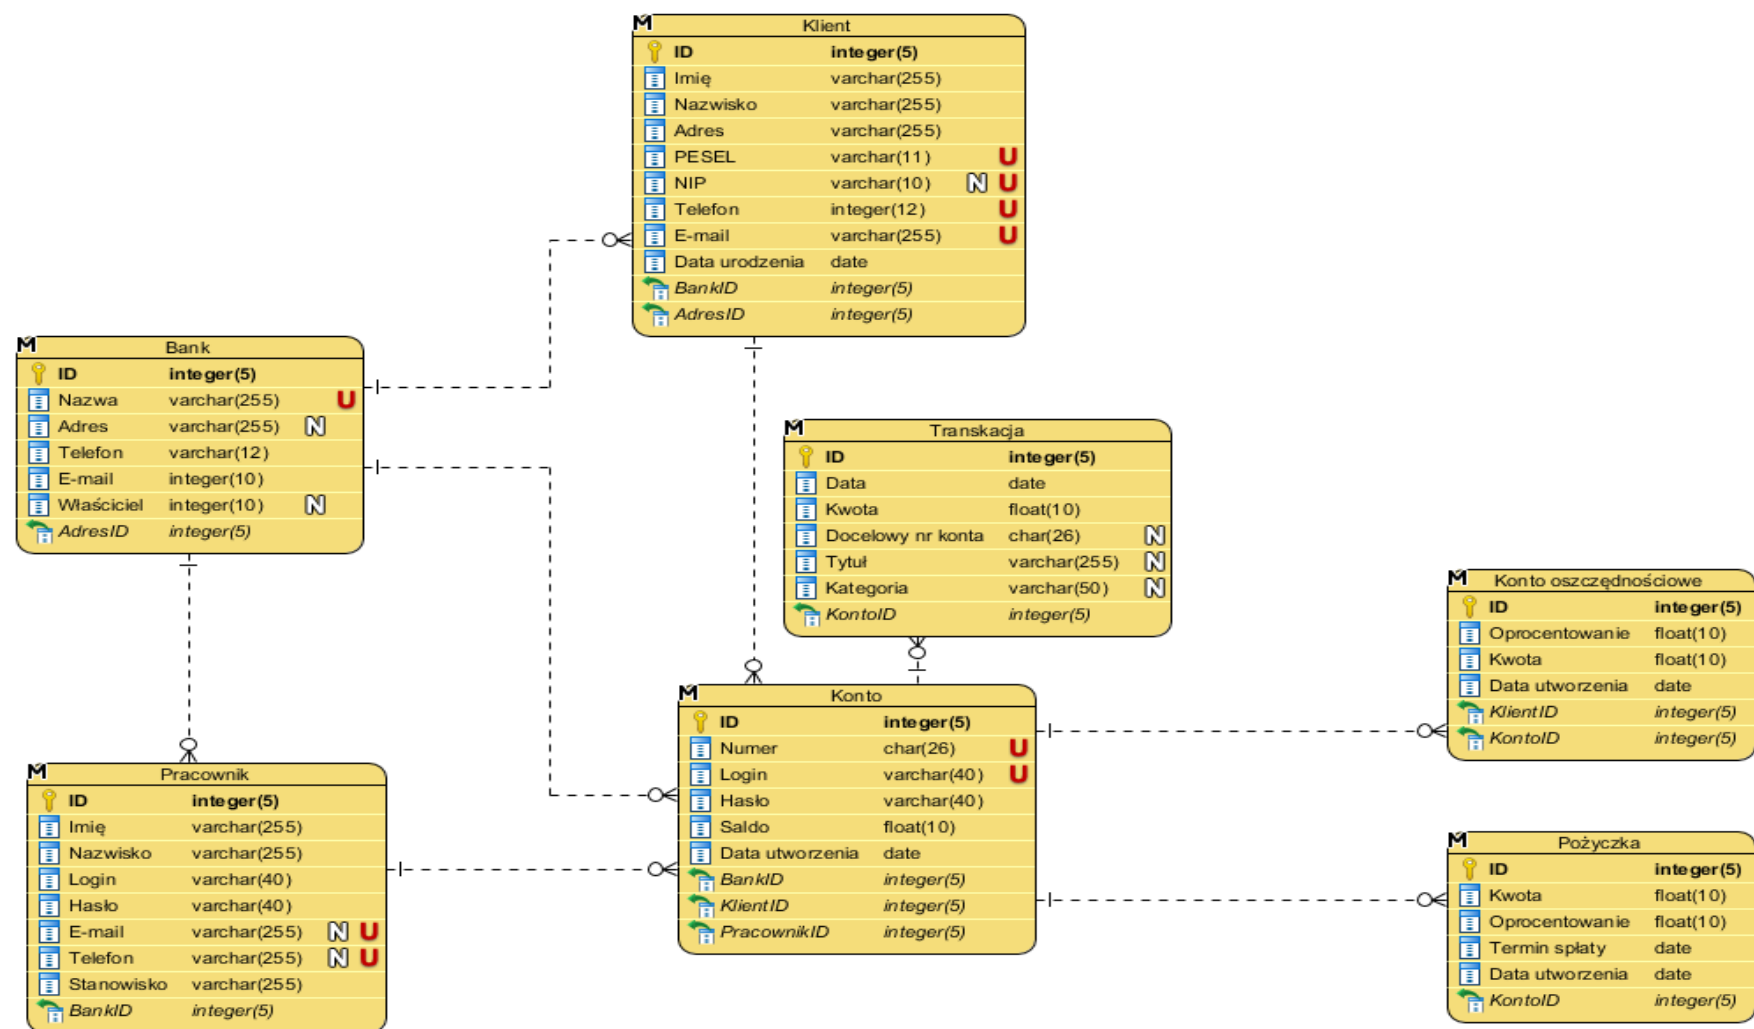 Klient
ID integer(5)
Imię varchar(255)
Nazwisko varchar(255)
Adres varchar(255)
PESEL varchar(11) U
NIP varchar(10) N U
Telefon integer(12) U
E-mail varchar(255) U
Data urodzenia date
BankID integer(5)
AdresID integer(5)
Bank
ID integer(5)
Nazwa varchar(255) U
Adres varchar(255) N
Telefon varchar(12)
E-mail integer(10)
Właściciel integer(10) N
AdresID integer(5)
Transkacja
ID integer(5)
Data date
Kwota float(10)
Docelowy nr konta char(26) N
Tytuł varchar(255) N
Kategoria varchar(50) N
KontoID integer(5)
Konto oszczędnościowe
ID integer(5)
Oprocentowanie float(10)
Kwota float(10)
Data utworzenia date
KlientID integer(5)
KontoID integer(5)
Konto
ID integer(5)
Numer char(26) U
Login varchar(40) U
Hasło varchar(40)
Saldo float(10)
Data utworzenia date
BankID integer(5)
KlientID integer(5)
PracownikID integer(5)
Pracownik
ID integer(5)
Imię varchar(255)
Nazwisko varchar(255)
Login varchar(40)
Hasło varchar(40)
E-mail varchar(255) N U
Telefon varchar(255) N U
Stanowisko varchar(255)
BankID integer(5)
Pożyczka
ID integer(5)
Kwota float(10)
Oprocentowanie float(10)
Termin spłaty date
Data utworzenia date
KontoID integer(5)